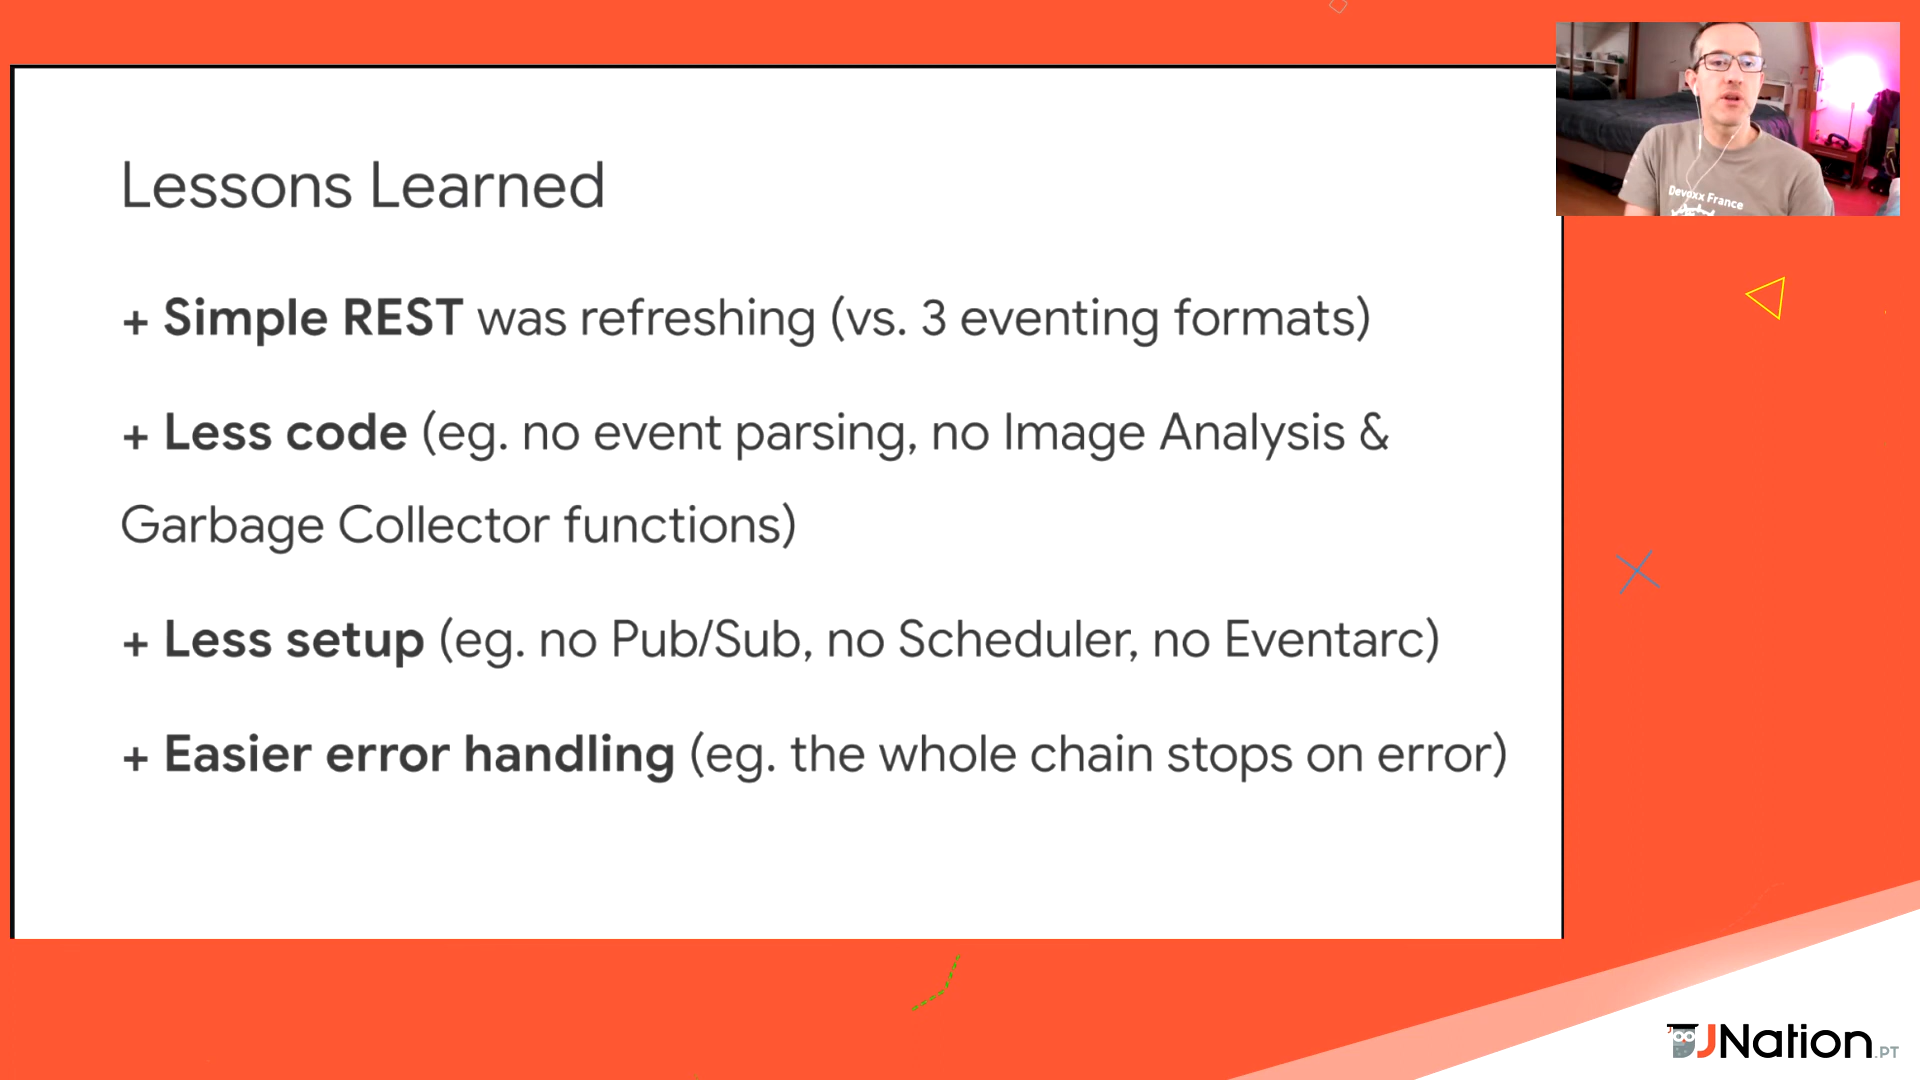 Lessons Learned
+ Simple REST was refreshing (vs. 3 eventing formats)
+ Less code (eg. no event parsing, no Image Analysis &
Garbage Collector functions)
+ Less setup (eg. no Pub/Sub, no Scheduler, no Eventarc)
+ Easier error handling (eg. the whole chain stops on error)
Devoxx France
JNation.PT